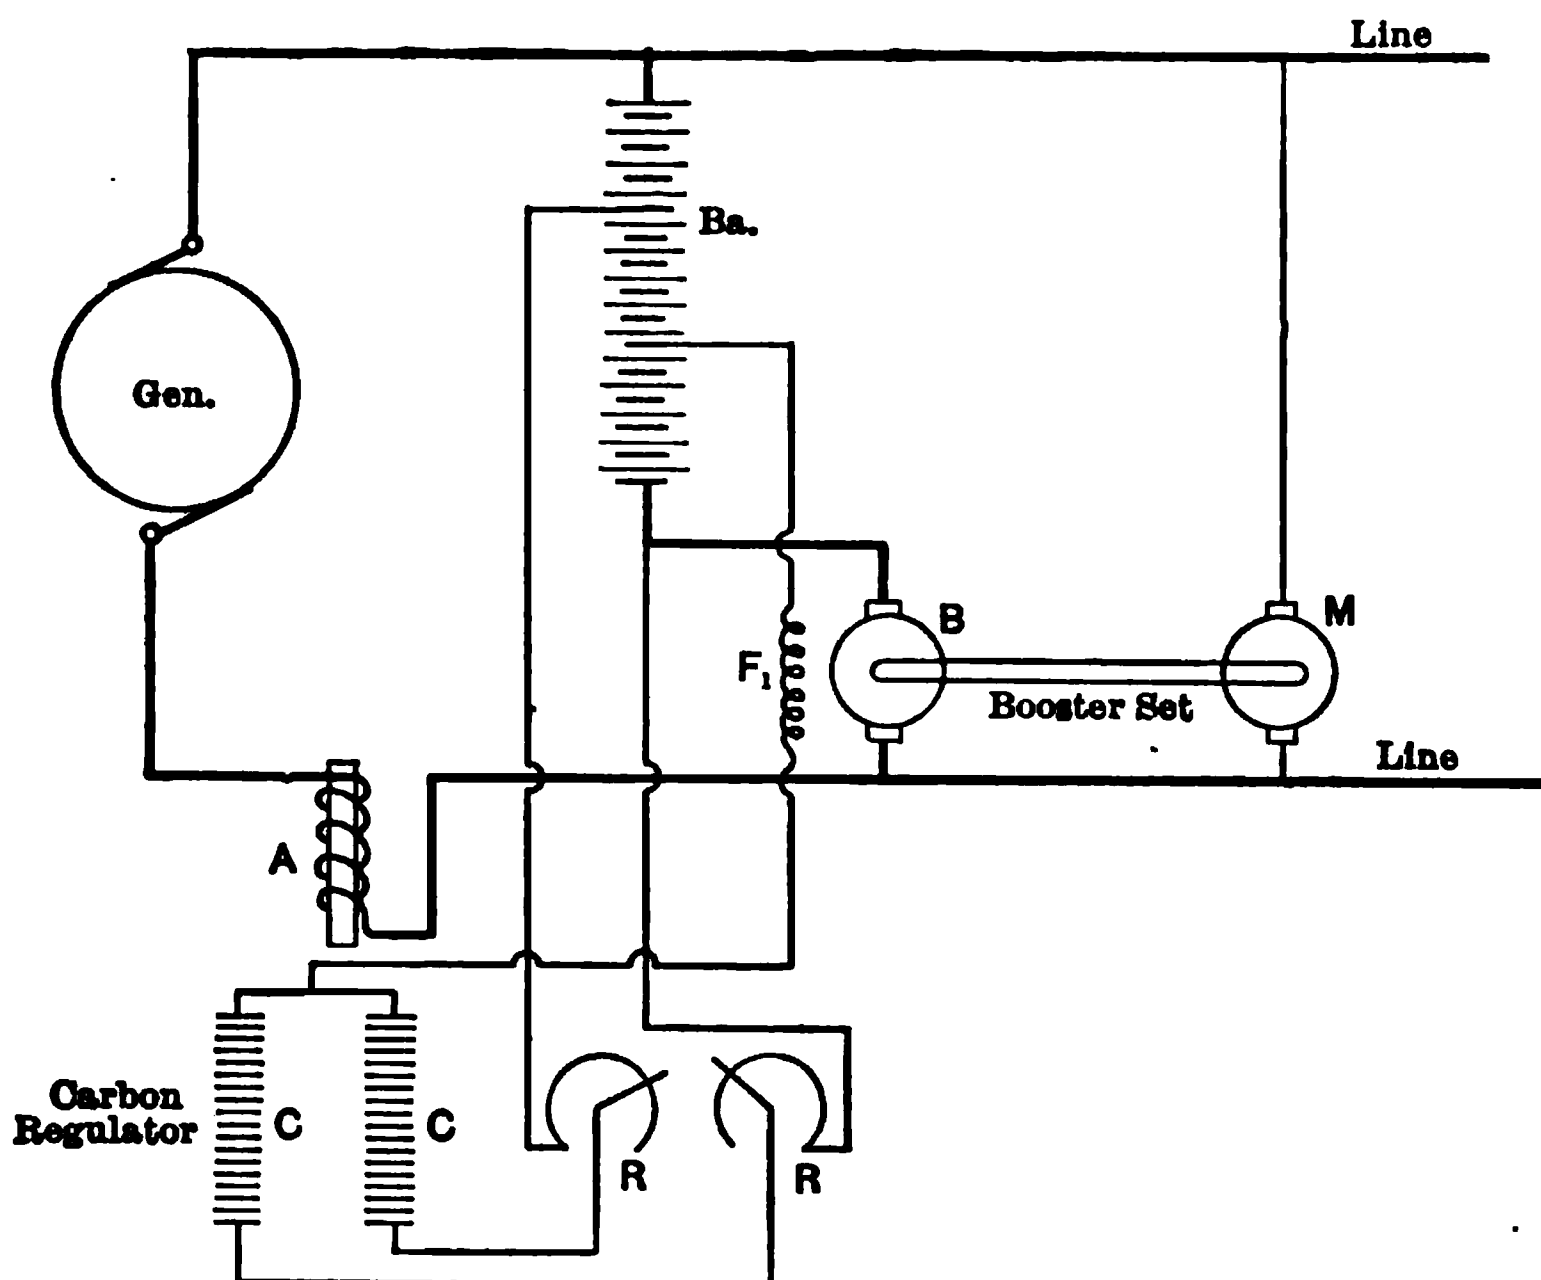 Line
Ba.
Gen.
B
M
F₁
Booster Set
Line
A
Carbon
Regulator
C
C
R
R